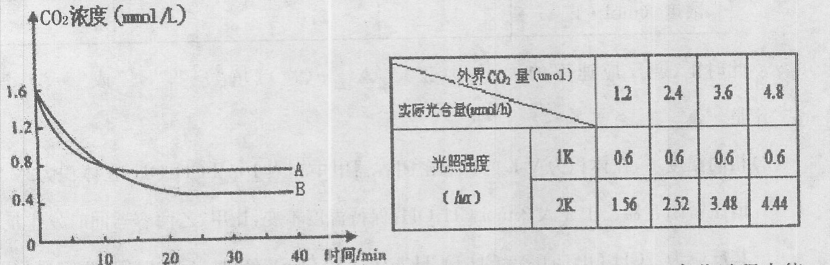 CO₂浓度 (mmol/L)
1.6
1.2
0.8
0.4
0
A
B
10 20 30 40 时间/min
外界CO₂量(umol)
实际光合量(μmol/h)
1.2 2.4 3.6 4.8
光照强度
(lux)
1K 0.6 0.6 0.6 0.6
2K 1.56 2.52 3.48 4.44